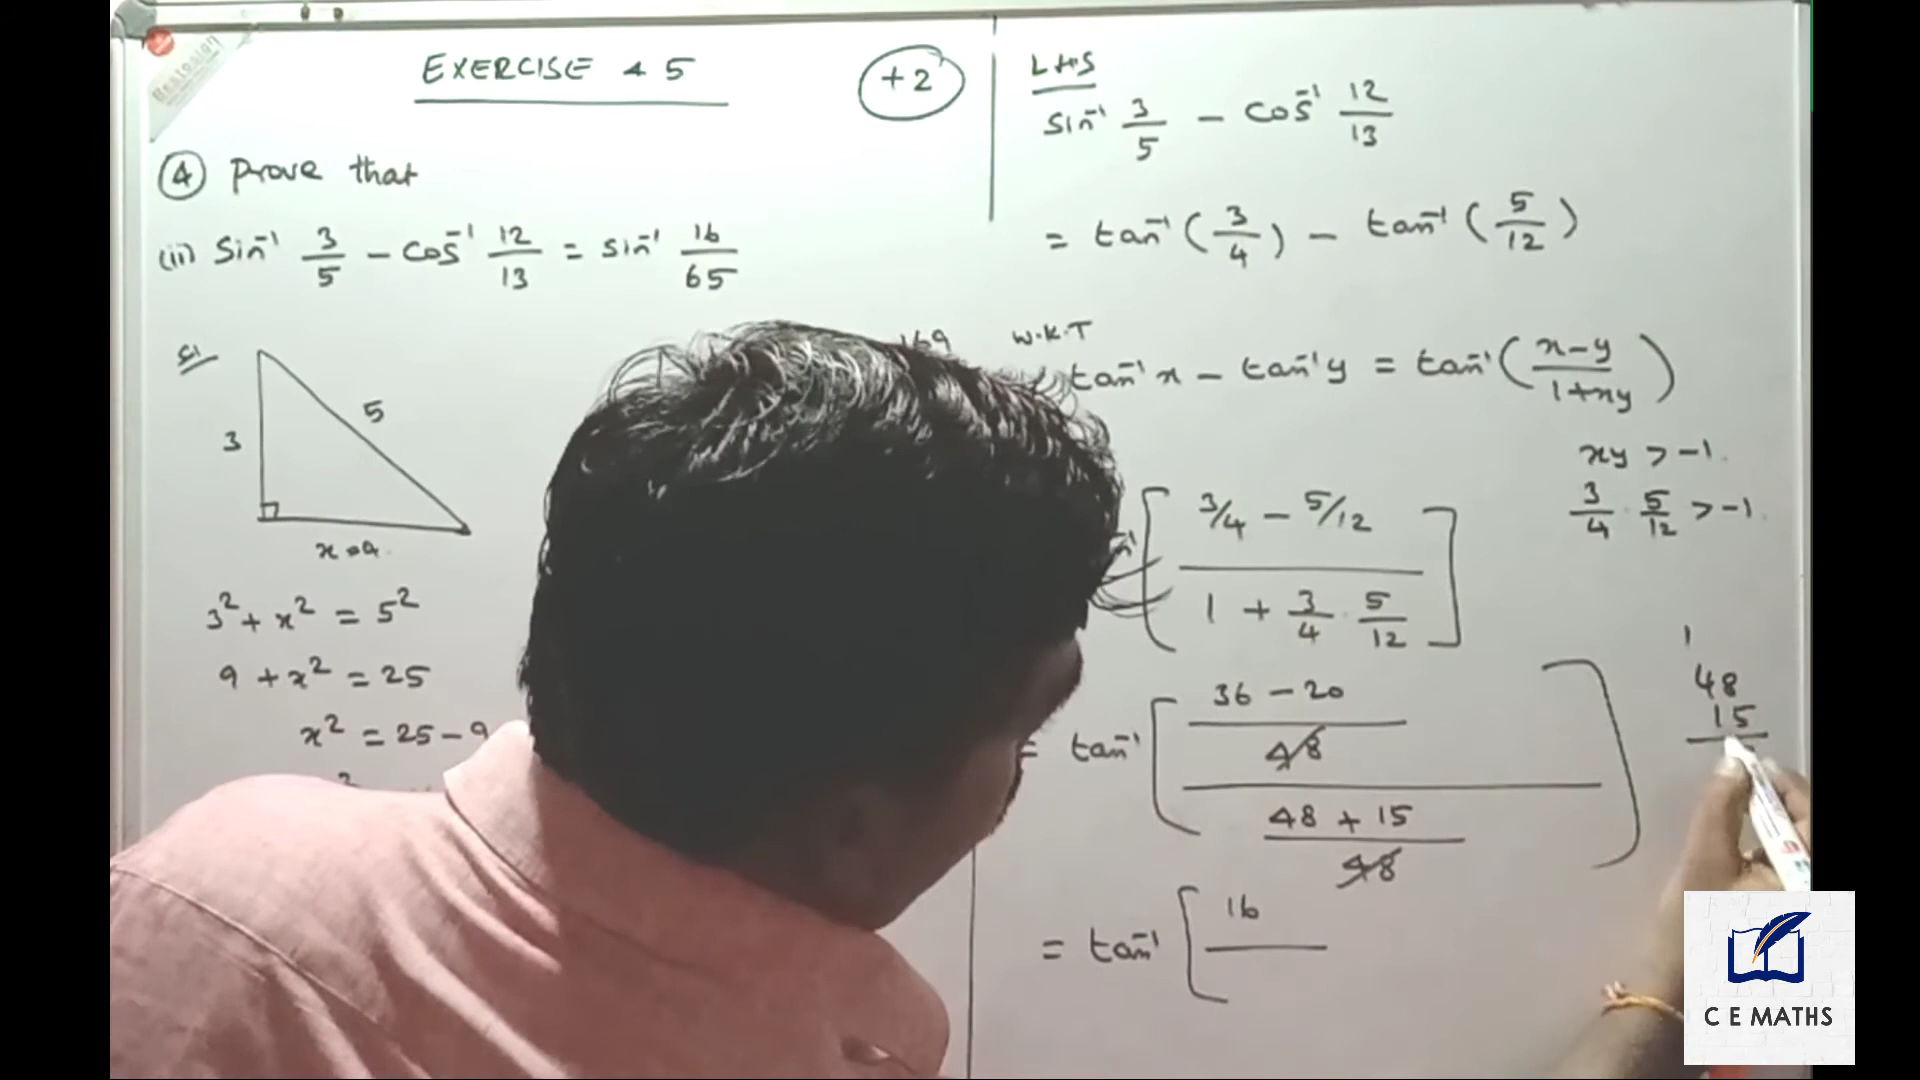 EXERCISE 4 5
+2
④ Prove that
(ii) Sin⁻¹ 3/5 − Cos⁻¹ 12/13 = Sin⁻¹ 16/65
3
5
3² + x² = 5²
9 + x² = 25
x² = 25 − 9
169
LHS
Sin⁻¹ 3/5 − Cos⁻¹ 12/13
= tan⁻¹ (3/4) − tan⁻¹ (5/12)
W.K.T
tan⁻¹ x − tan⁻¹ y = tan⁻¹ (x−y / 1+xy)
xy > −1.
3/4 . 5/12 > −1.
[3/4 − 5/12 / 1 + 3/4 . 5/12]
= tan⁻¹ [36 − 20 / 48 / 48 + 15 / 48]
1
48
15
= tan⁻¹ [16
C E MATHS